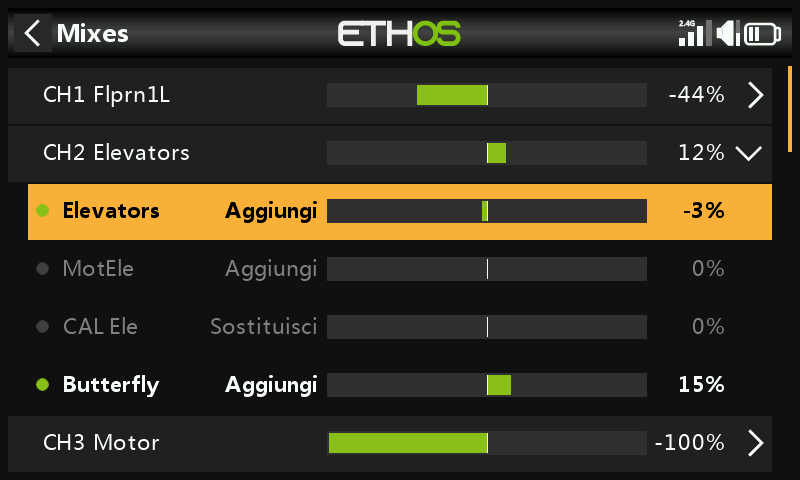 Mixes ETHOS 2.4G
CH1 Flprn1L -44%
CH2 Elevators 12%
Elevators Aggiungi -3%
MotEle Aggiungi 0%
CAL Ele Sostituisci 0%
Butterfly Aggiungi 15%
CH3 Motor -100%